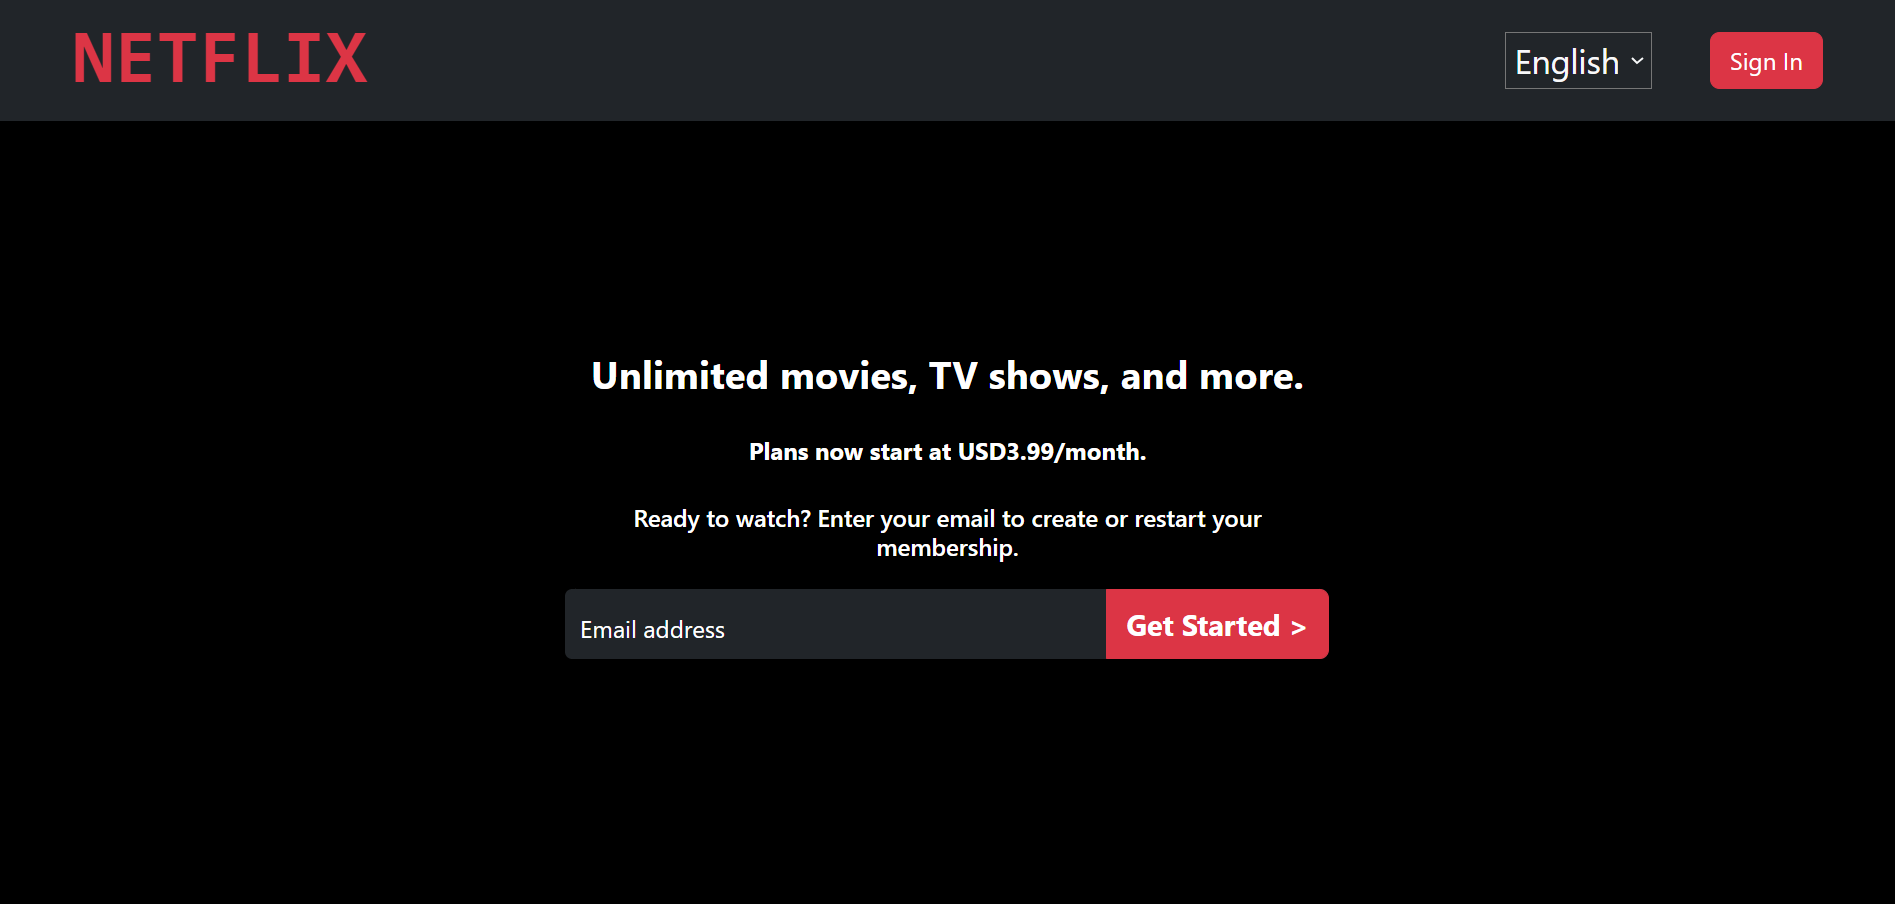 NETFLIX
English
Sign In
Unlimited movies, TV shows, and more.
Plans now start at USD3.99/month.
Ready to watch? Enter your email to create or restart your
membership.
Email address
Get Started >